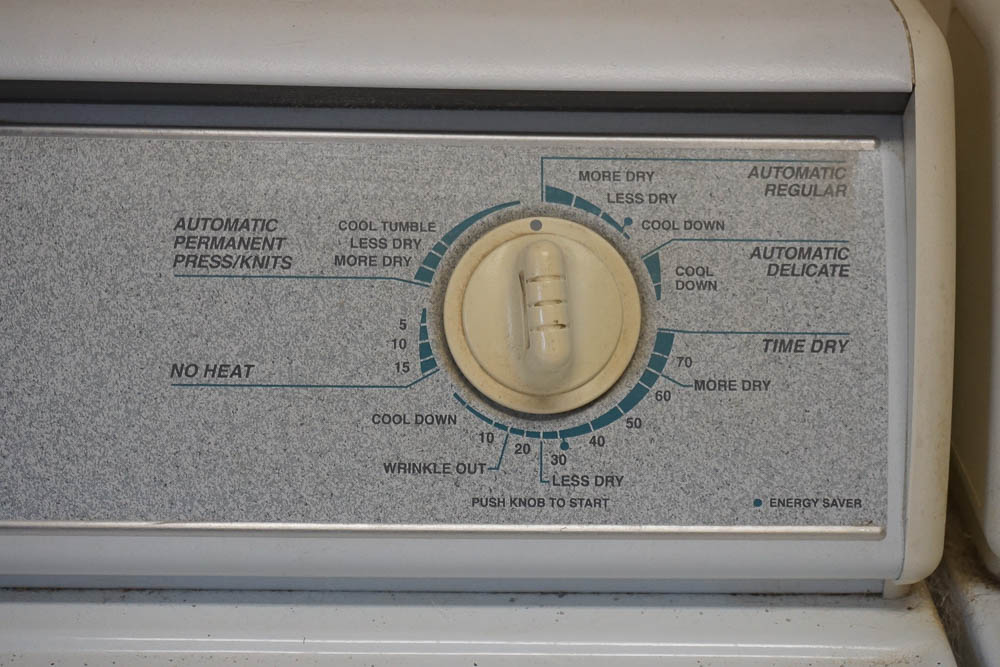 AUTOMATIC
REGULAR
MORE DRY
LESS DRY
COOL DOWN
AUTOMATIC
DELICATE
COOL
DOWN
TIME DRY
70
MORE DRY
60
50
40
30
LESS DRY
20
WRINKLE OUT
10
COOL DOWN
NO HEAT
15
10
5
AUTOMATIC
PERMANENT
PRESS/KNITS
MORE DRY
LESS DRY
COOL TUMBLE
PUSH KNOB TO START
ENERGY SAVER